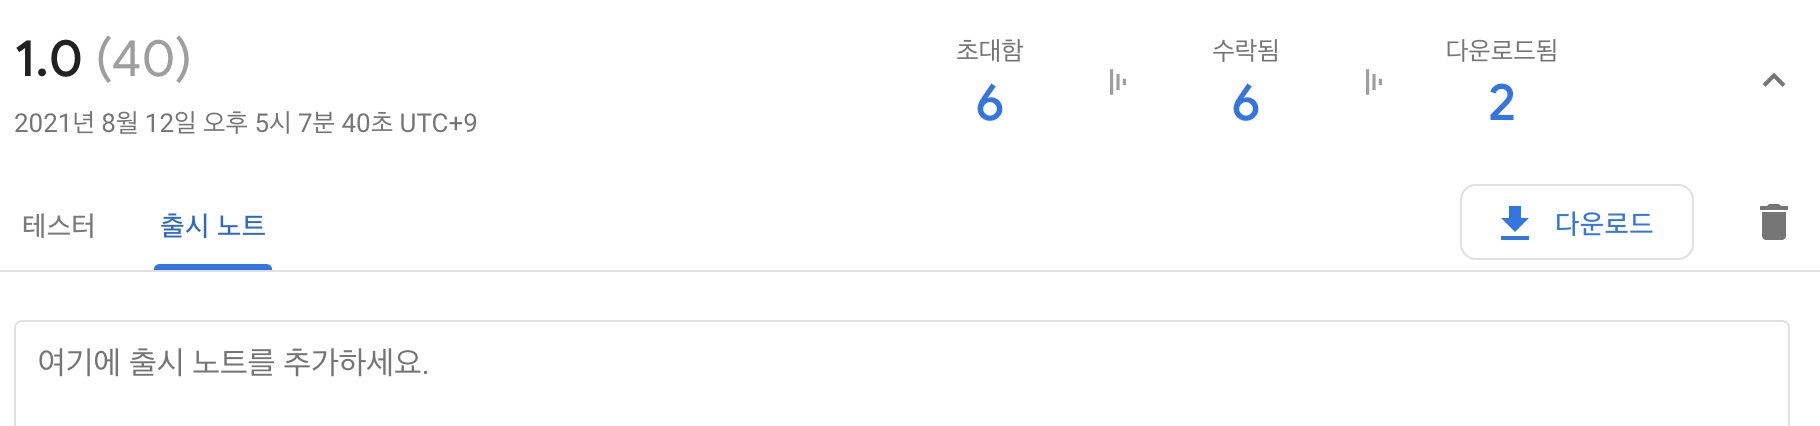 1.0 (40)
초대함
수락됨
다운로드됨
6
6
2
2021년 8월 12일 오후 5시 7분 40초 UTC+9
테스터
출시 노트
다운로드
여기에 출시 노트를 추가하세요.